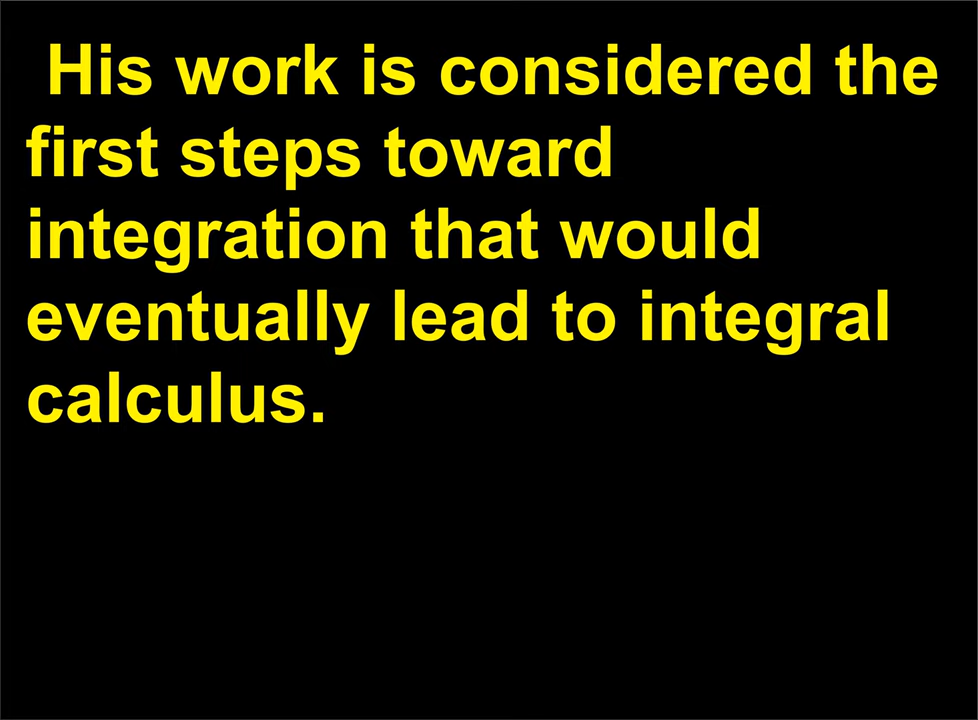 His work is considered the
first steps toward
integration that would
eventually lead to integral
calculus.